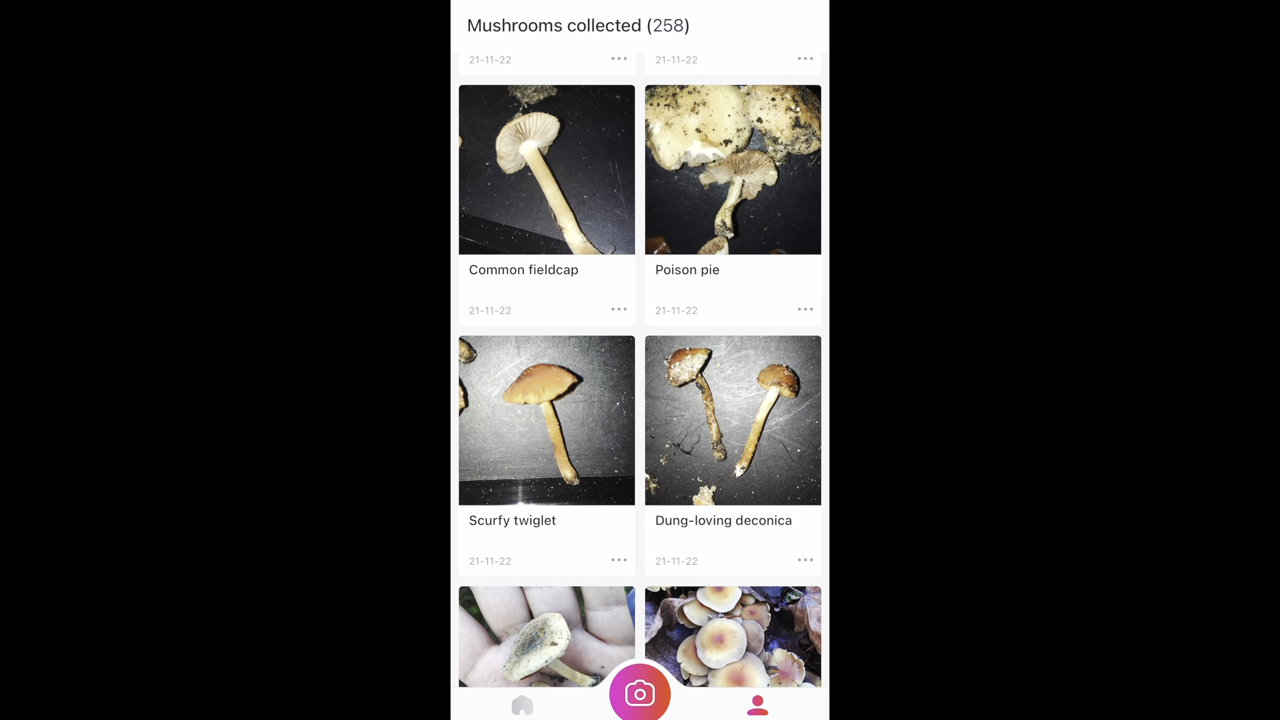 Mushrooms collected (258)
21-11-22
21-11-22
Common fieldcap
Poison pie
21-11-22
21-11-22
Scurfy twiglet
Dung-loving deconica
21-11-22
21-11-22